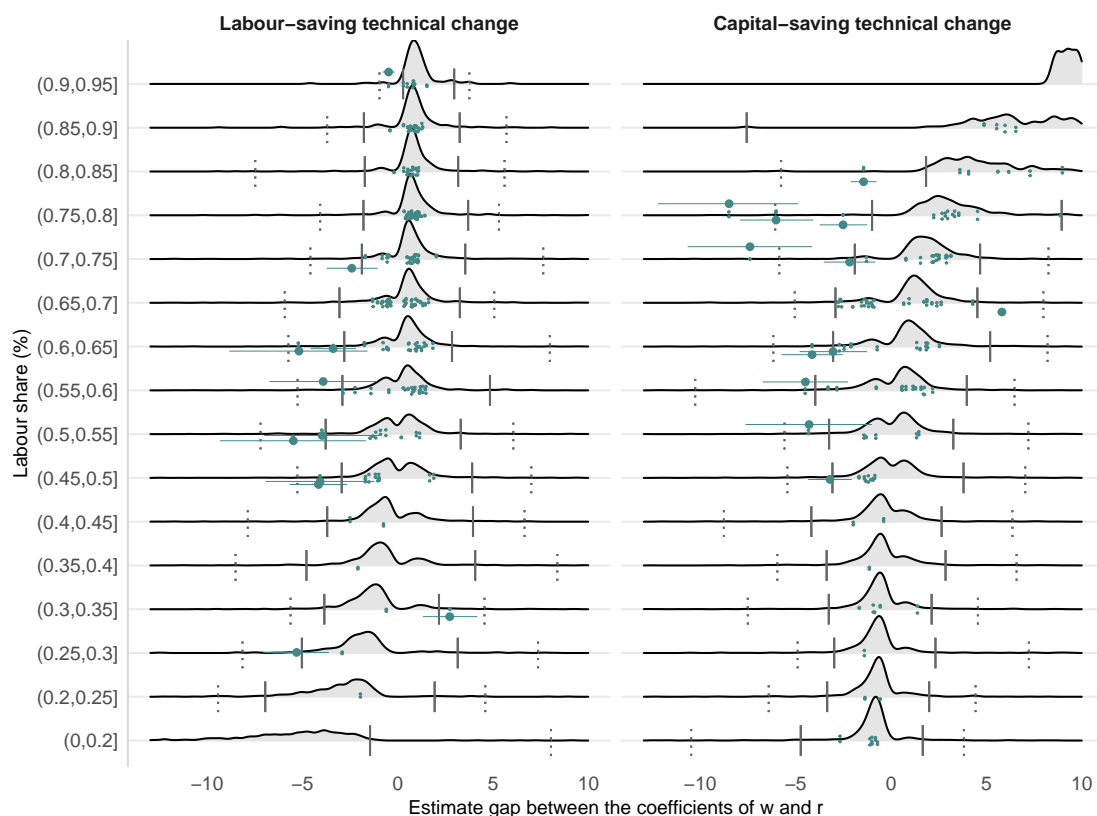 Labour−saving technical change
Capital−saving technical change
Labour share (%)
(0.9,0.95]
(0.85,0.9]
(0.8,0.85]
(0.75,0.8]
(0.7,0.75]
(0.65,0.7]
(0.6,0.65]
(0.55,0.6]
(0.5,0.55]
(0.45,0.5]
(0.4,0.45]
(0.35,0.4]
(0.3,0.35]
(0.25,0.3]
(0.2,0.25]
(0,0.2]
−10 −5 0 5 10
−10 −5 0 5 10
Estimate gap between the coefficients of w and r